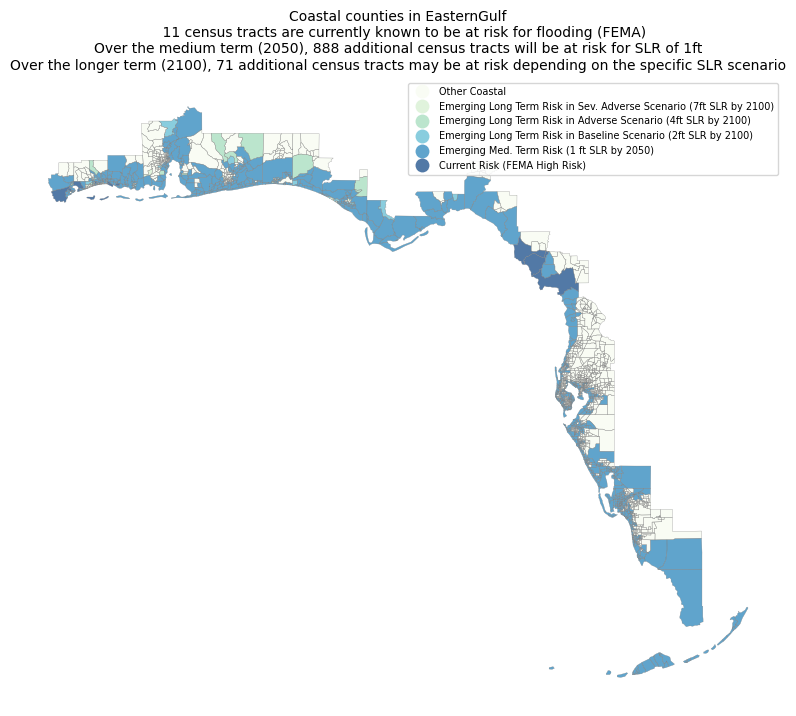 Coastal counties in EasternGulf
11 census tracts are currently known to be at risk for flooding (FEMA)
Over the medium term (2050), 888 additional census tracts will be at risk for SLR of 1ft
Over the longer term (2100), 71 additional census tracts may be at risk depending on the specific SLR scenario
Other Coastal
Emerging Long Term Risk in Sev. Adverse Scenario (7ft SLR by 2100)
Emerging Long Term Risk in Adverse Scenario (4ft SLR by 2100)
Emerging Long Term Risk in Baseline Scenario (2ft SLR by 2100)
Emerging Med. Term Risk (1 ft SLR by 2050)
Current Risk (FEMA High Risk)